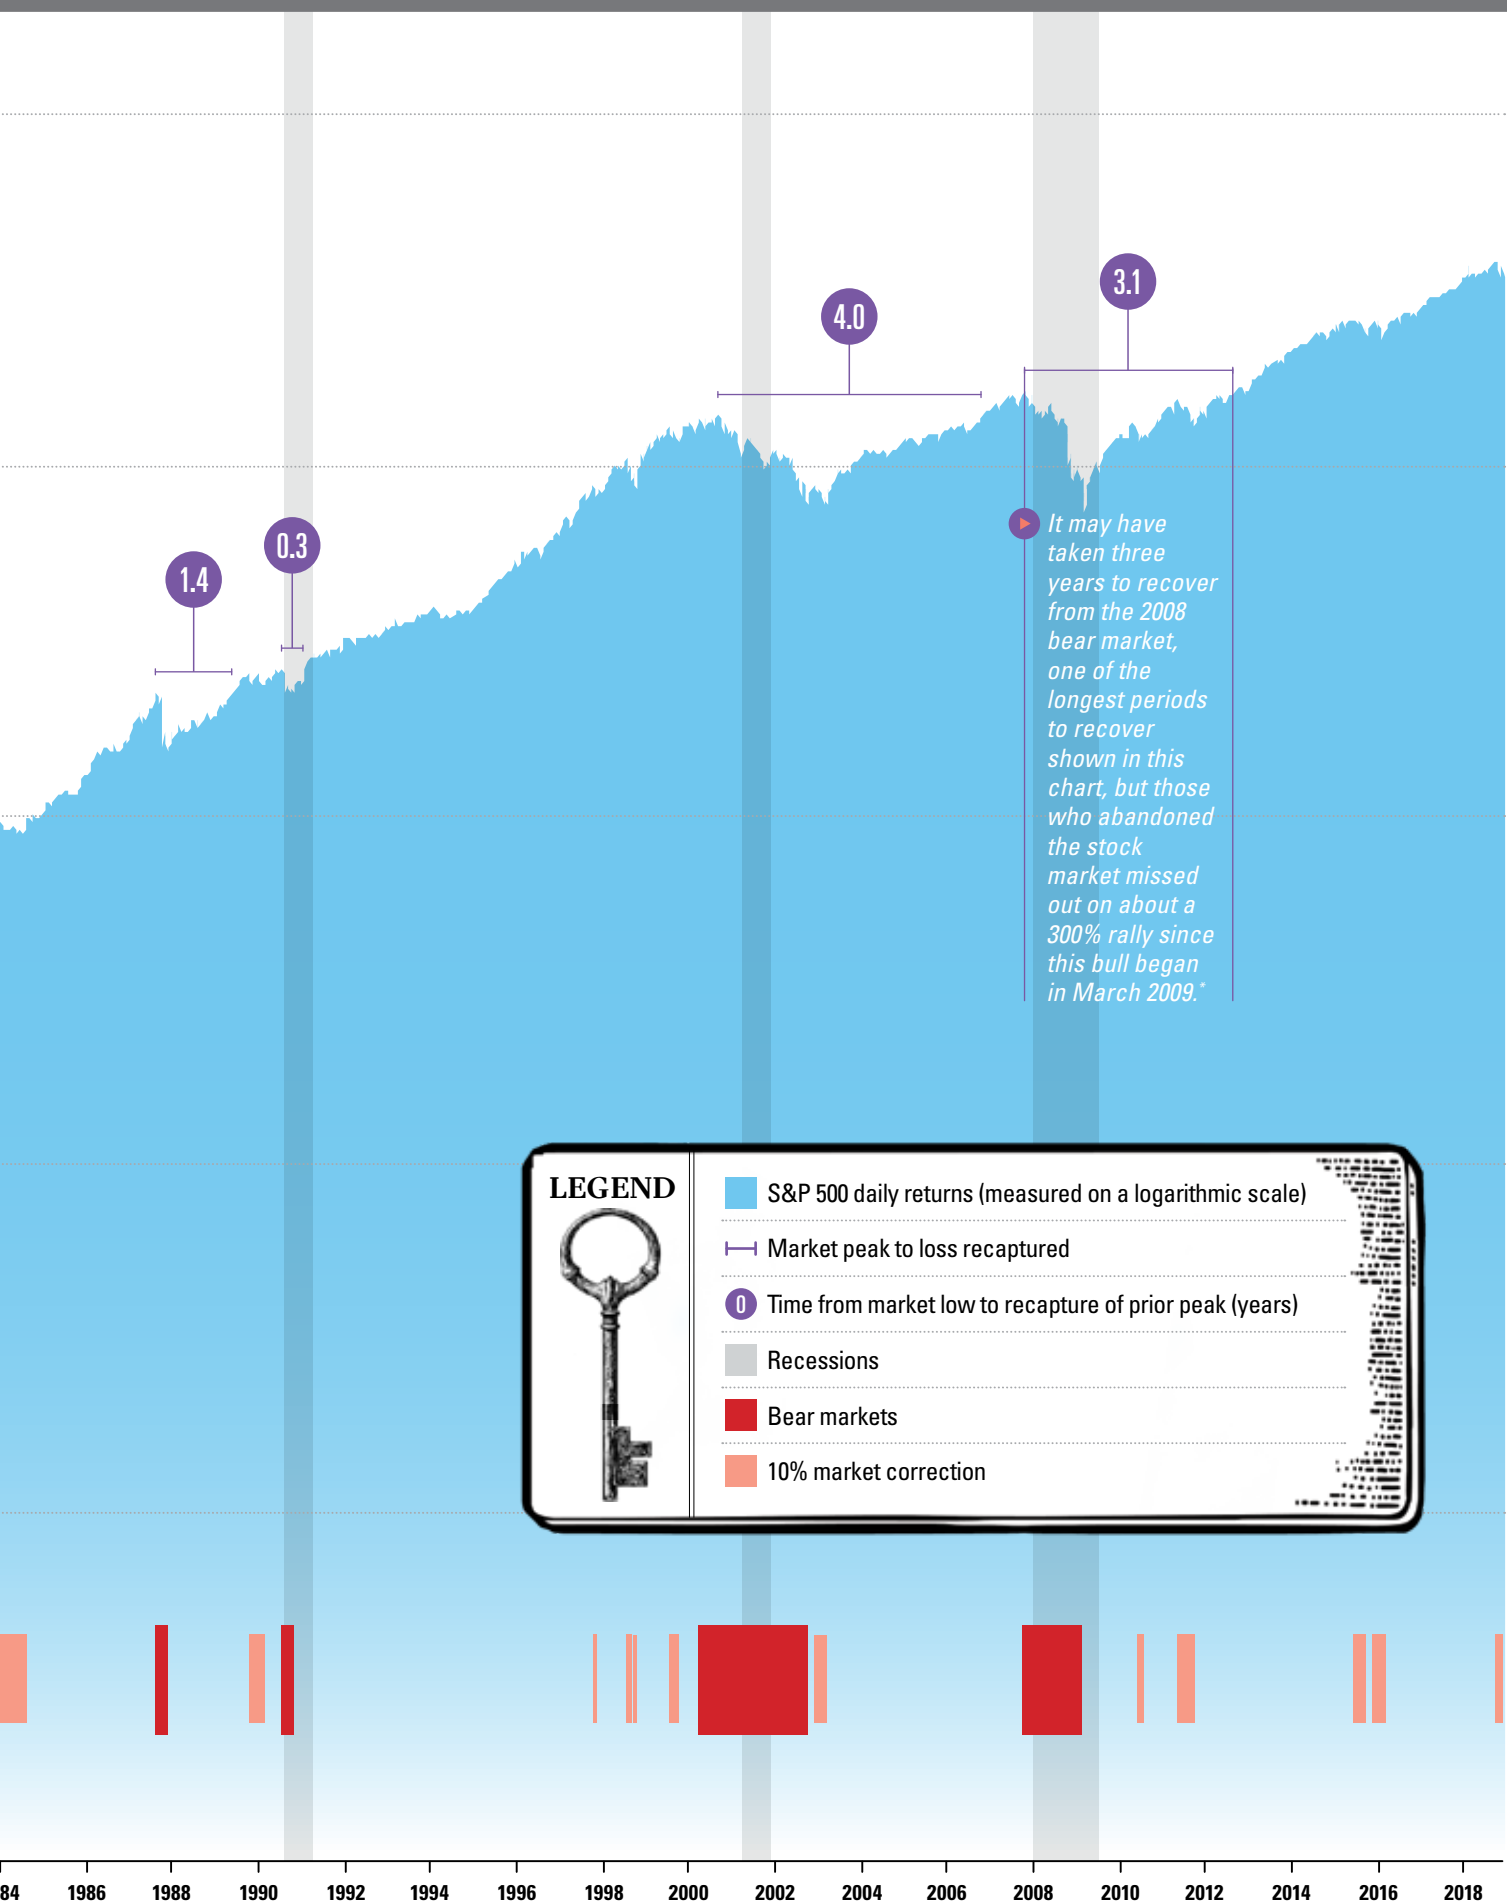 3.1
4.0
0.3
1.4
It may have
taken three
years to recover
from the 2008
bear market,
one of the
longest periods
to recover
shown in this
chart, but those
who abandoned
the stock
market missed
out on about a
300% rally since
this bull began
in March 2009.*
LEGEND
S&P 500 daily returns (measured on a logarithmic scale)
Market peak to loss recaptured
0 Time from market low to recapture of prior peak (years)
Recessions
Bear markets
10% market correction
84 1986 1988 1990 1992 1994 1996 1998 2000 2002 2004 2006 2008 2010 2012 2014 2016 2018